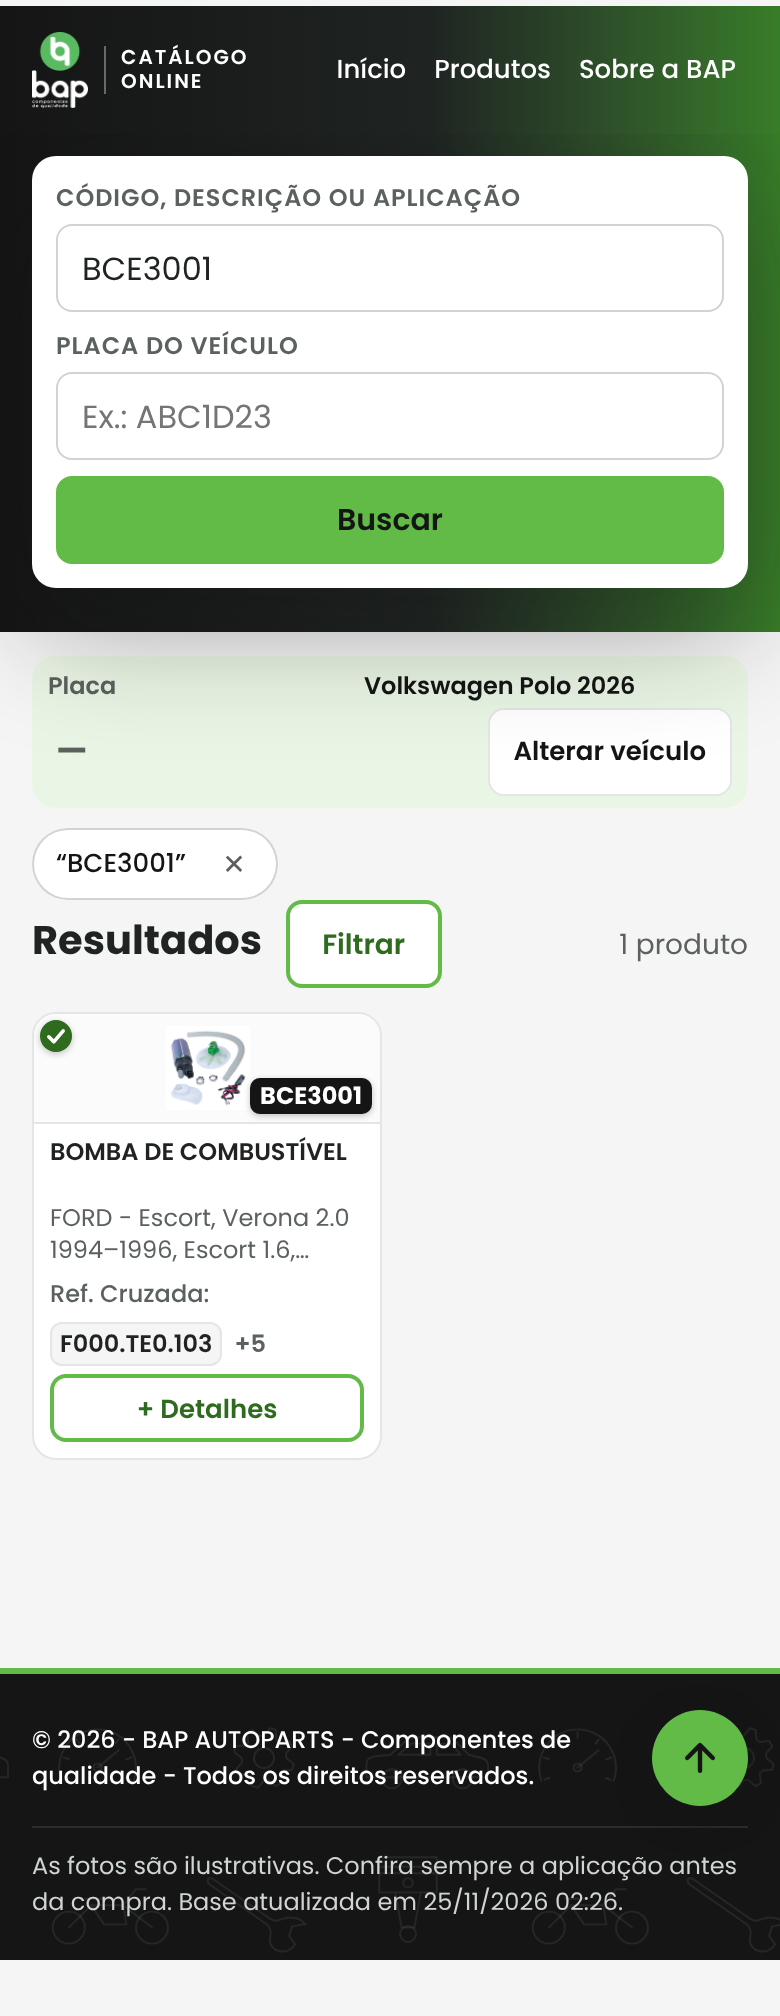 bap
componentes
de qualidade
CATÁLOGO
ONLINE
Início
Produtos
Sobre a BAP
CÓDIGO, DESCRIÇÃO OU APLICAÇÃO
BCE3001
PLACA DO VEÍCULO
Ex.: ABC1D23
Buscar
Placa
Volkswagen Polo 2026
—
Alterar veículo
“BCE3001” ✕
Resultados
Filtrar
1 produto
BCE3001
BOMBA DE COMBUSTÍVEL
FORD - Escort, Verona 2.0
1994–1996, Escort 1.6,...
Ref. Cruzada:
F000.TE0.103 +5
+ Detalhes
© 2026 - BAP AUTOPARTS - Componentes de
qualidade - Todos os direitos reservados.
As fotos são ilustrativas. Confira sempre a aplicação antes
da compra. Base atualizada em 25/11/2026 02:26.